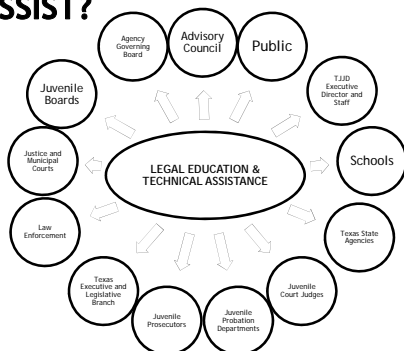 SSIST?
Agency
Governing
Board
Advisory
Council
Public
TJJD
Executive
Director and
Staff
Schools
Texas State
Agencies
Juvenile
Court Judges
Juvenile
Probation
Departments
Juvenile
Prosecutors
Texas
Executive and
Legislative
Branch
Law
Enforcement
Justice and
Municipal
Courts
Juvenile
Boards
LEGAL EDUCATION &
TECHNICAL ASSISTANCE